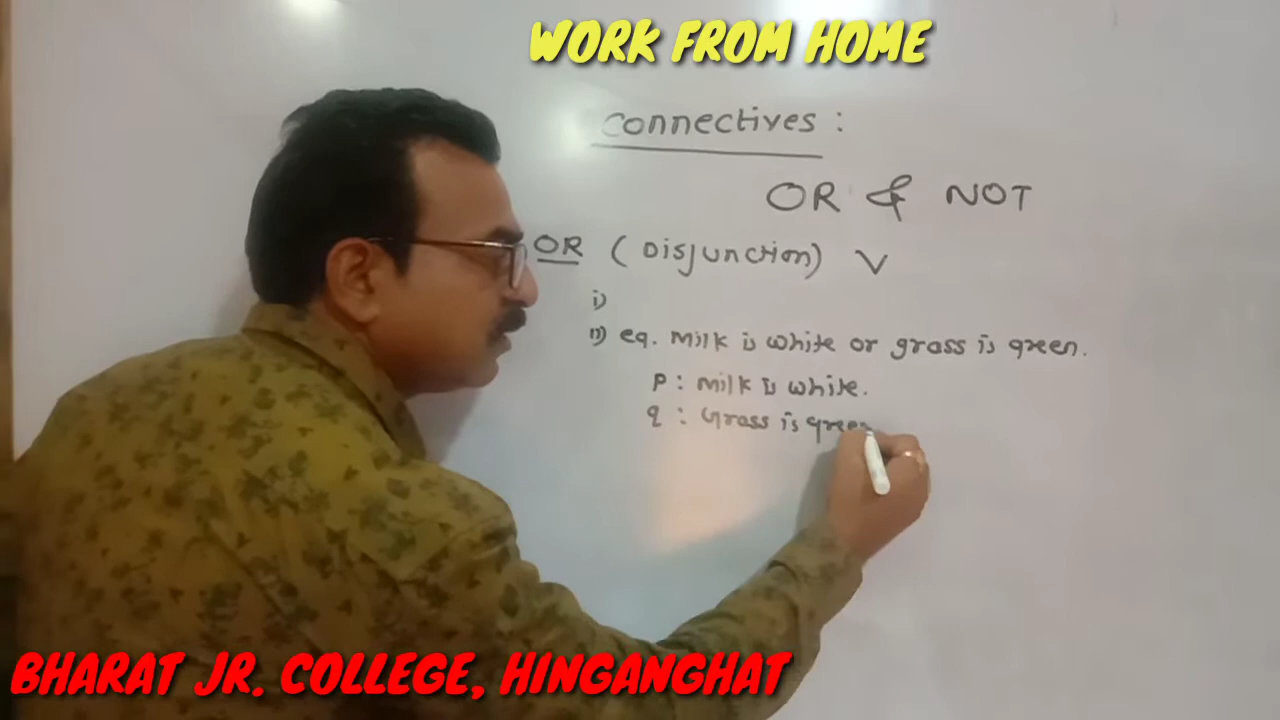 WORK FROM HOME
Connectives :
OR & NOT
OR ( Disjunction) V
i)
ii) eg. Milk is white or grass is green.
P : Milk is white.
q : Grass is green
BHARAT JR. COLLEGE, HINGANGHAT